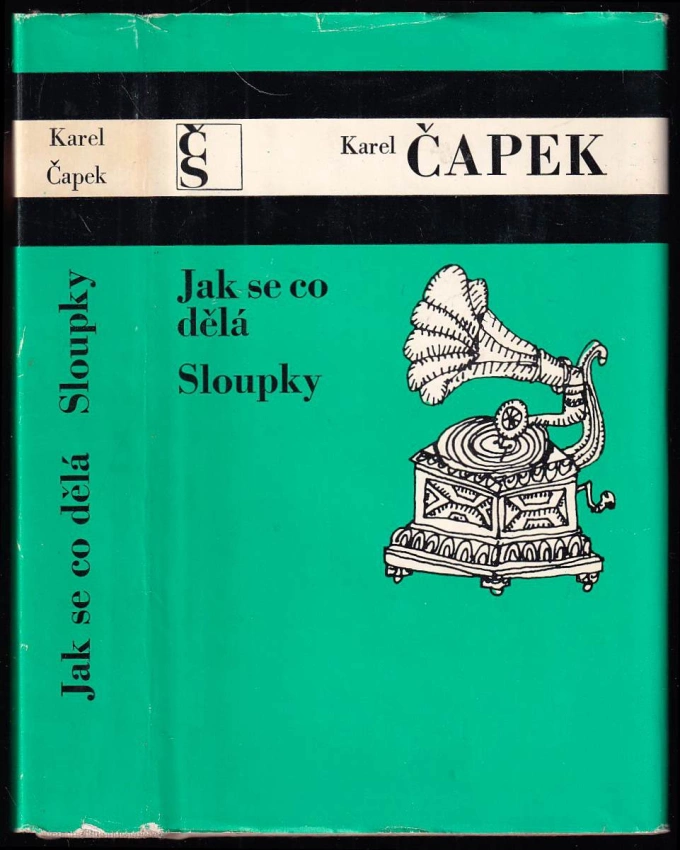 Karel
Čapek
Jak se co dělá Sloupky
ČS
Karel ČAPEK
Jak se co
dělá
Sloupky